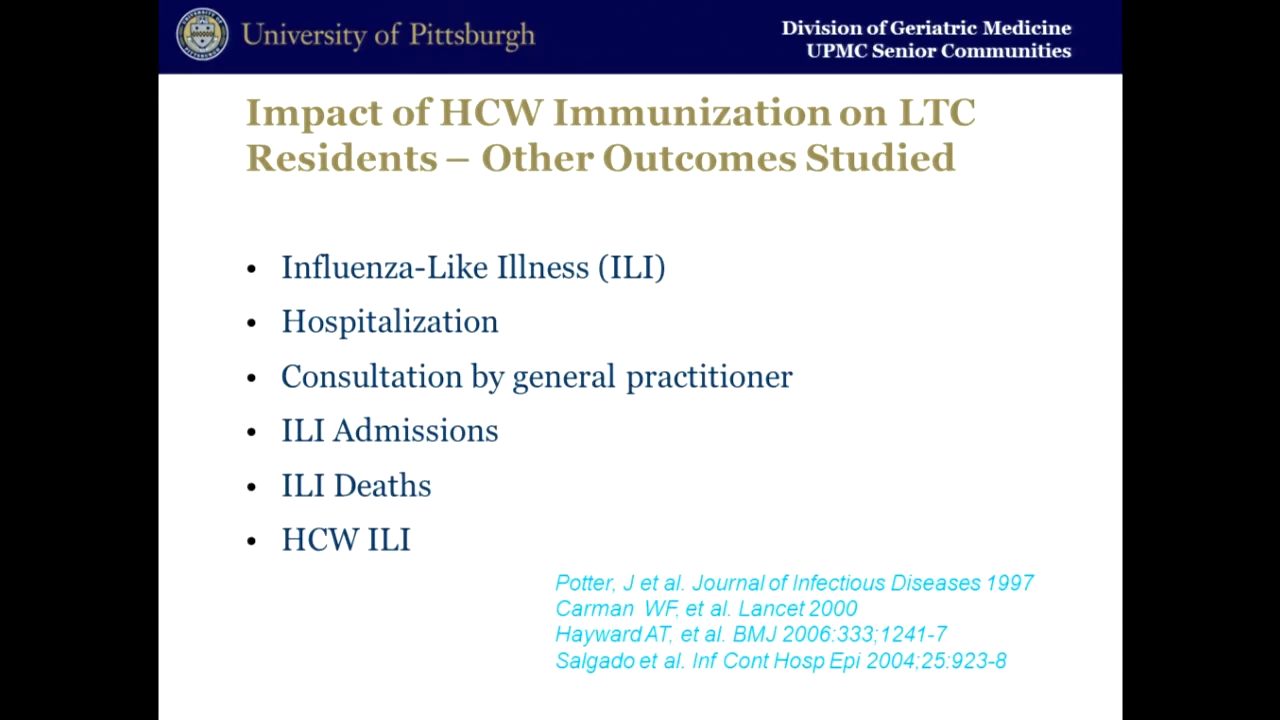 University of Pittsburgh
Division of Geriatric Medicine
UPMC Senior Communities
Impact of HCW Immunization on LTC
Residents – Other Outcomes Studied
• Influenza-Like Illness (ILI)
• Hospitalization
• Consultation by general practitioner
• ILI Admissions
• ILI Deaths
• HCW ILI
Potter, J et al. Journal of Infectious Diseases 1997
Carman WF, et al. Lancet 2000
Hayward AT, et al. BMJ 2006:333;1241-7
Salgado et al. Inf Cont Hosp Epi 2004;25:923-8